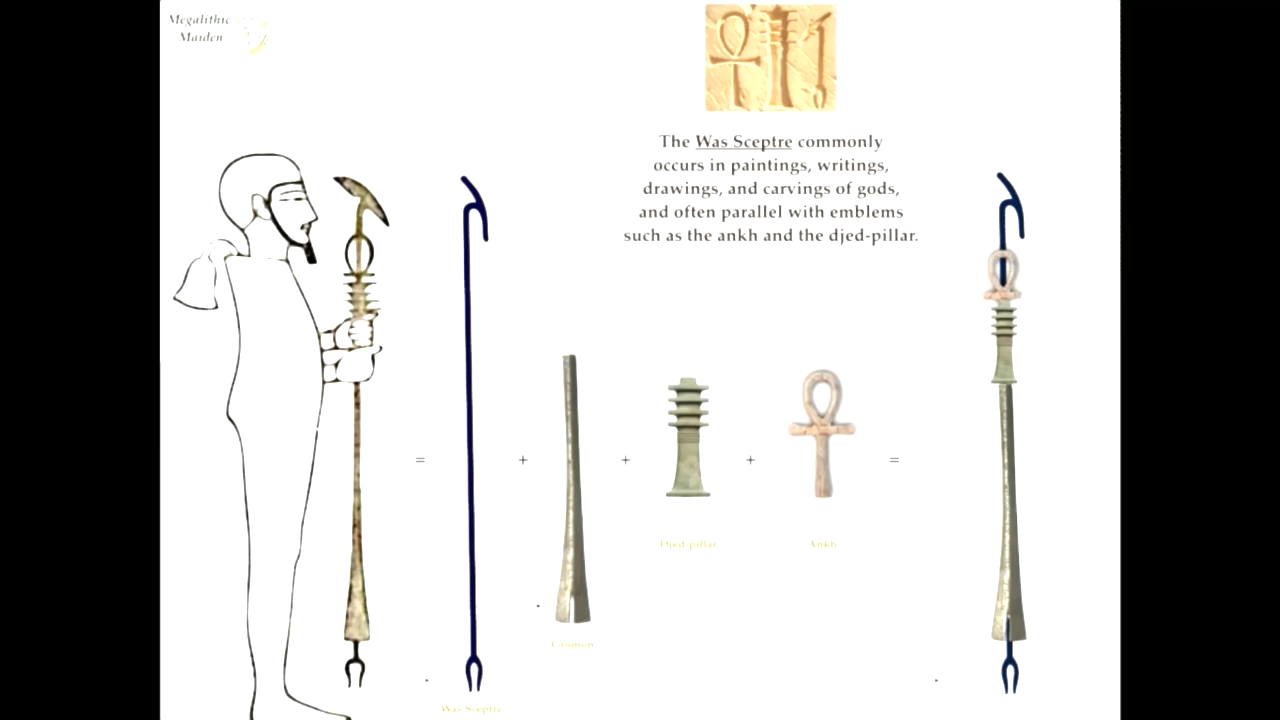 Megalithic
Maiden
The Was Sceptre commonly
occurs in paintings, writings,
drawings, and carvings of gods,
and often parallel with emblems
such as the ankh and the djed-pillar.
= + + + =
Djed-pillar
Ankh
Was Sceptre